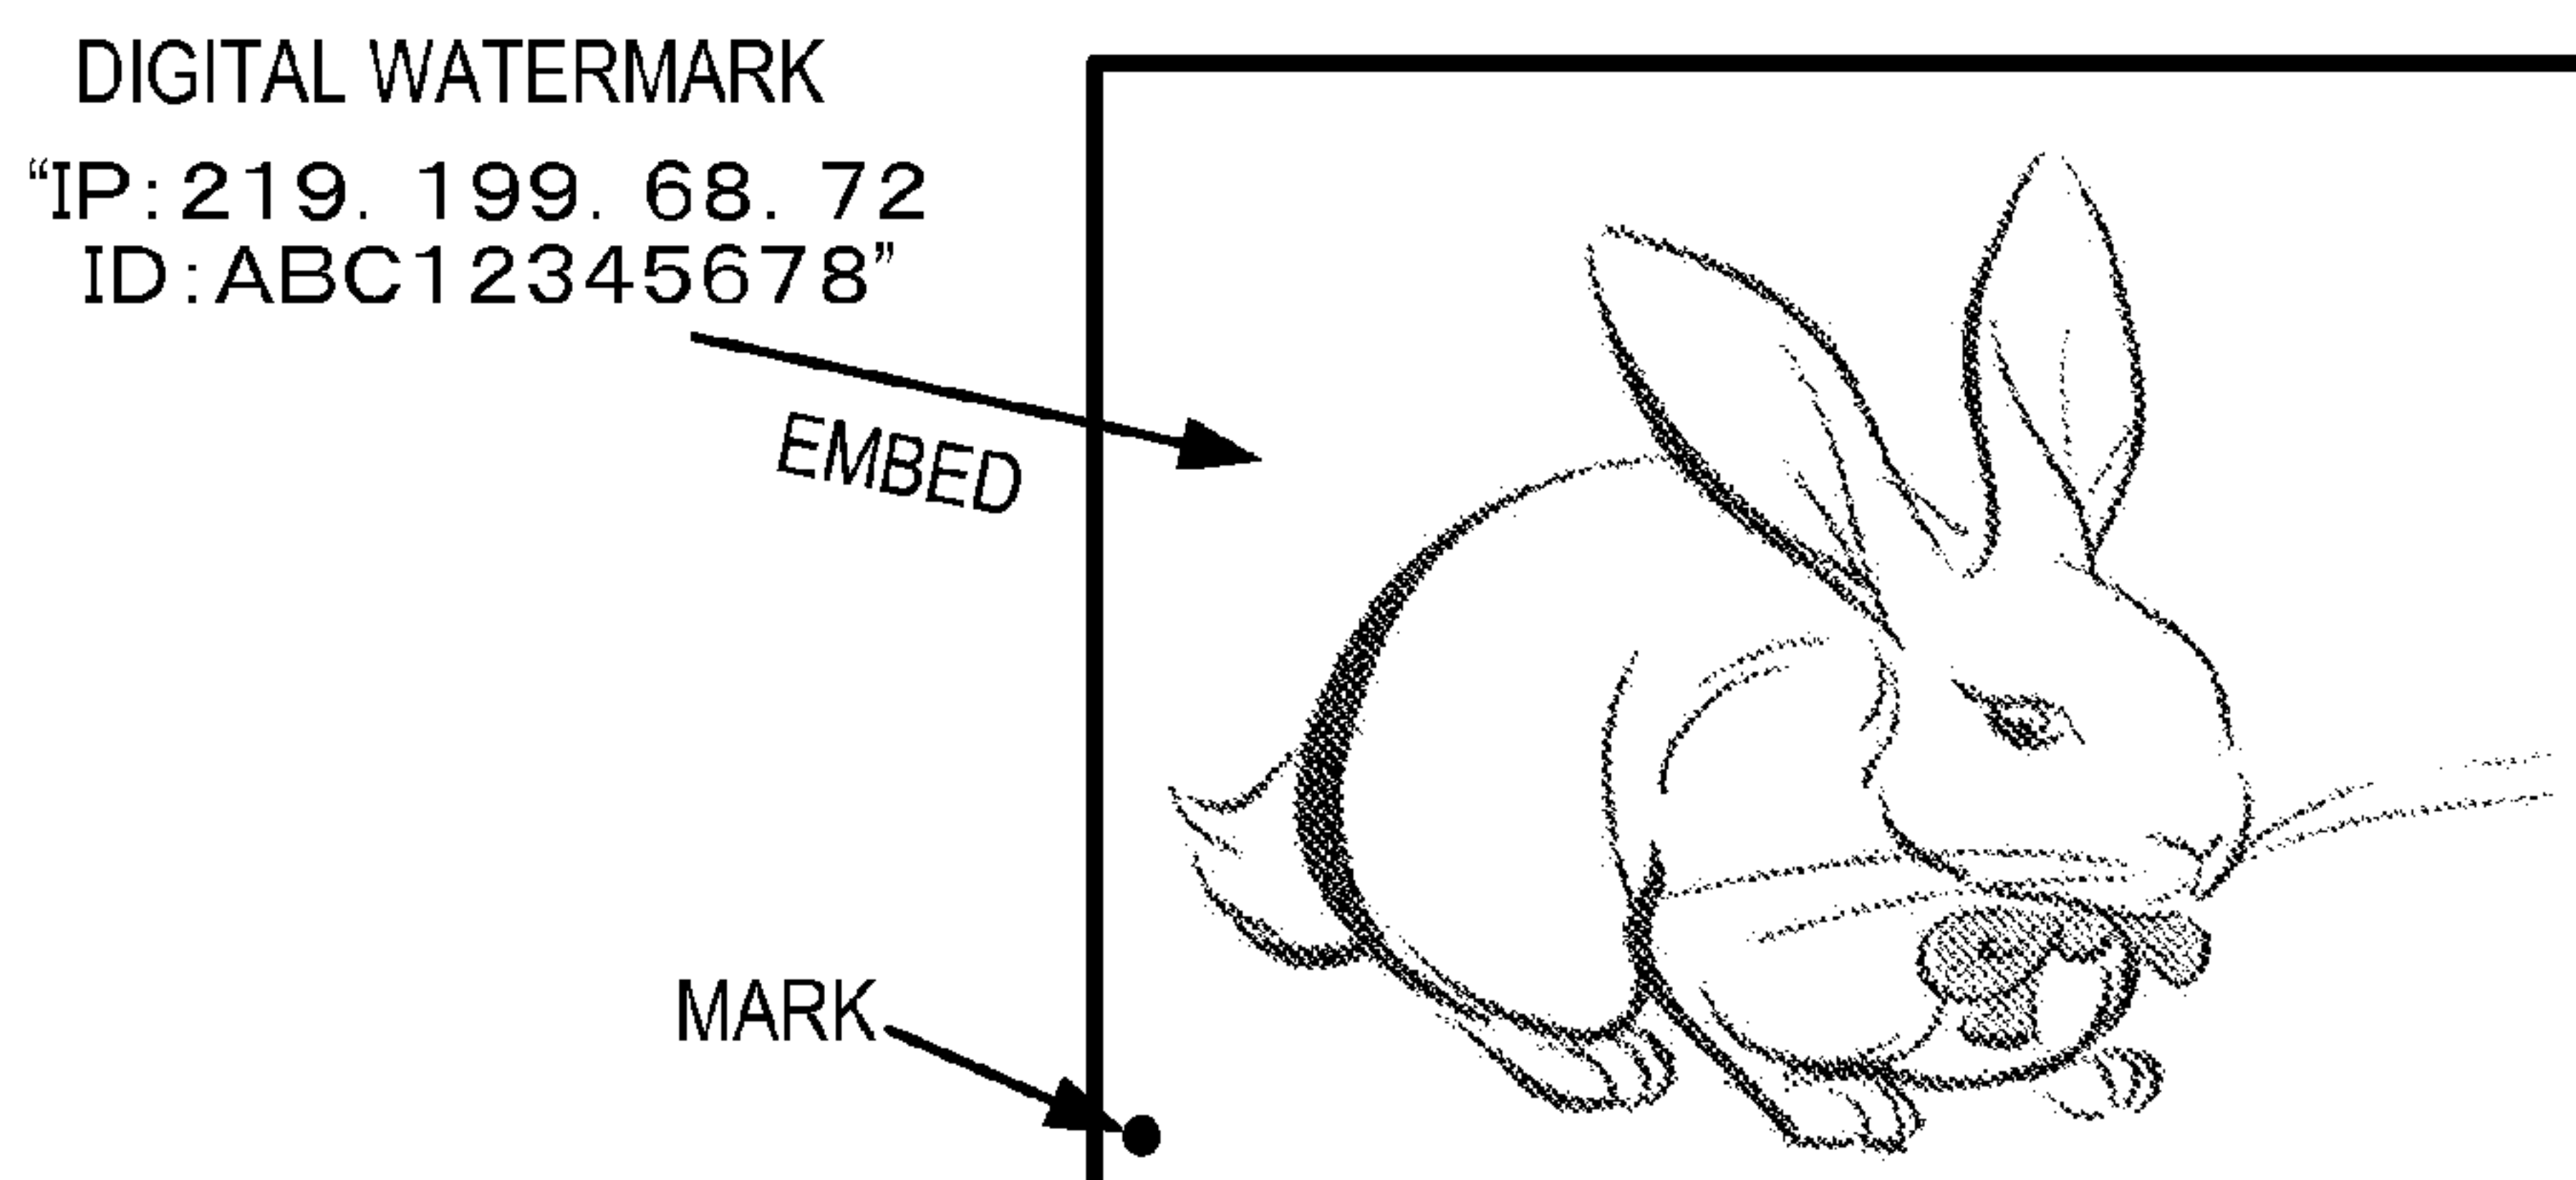 DIGITAL WATERMARK
“IP:219. 199. 68. 72
ID:ABC12345678”
EMBED
MARK